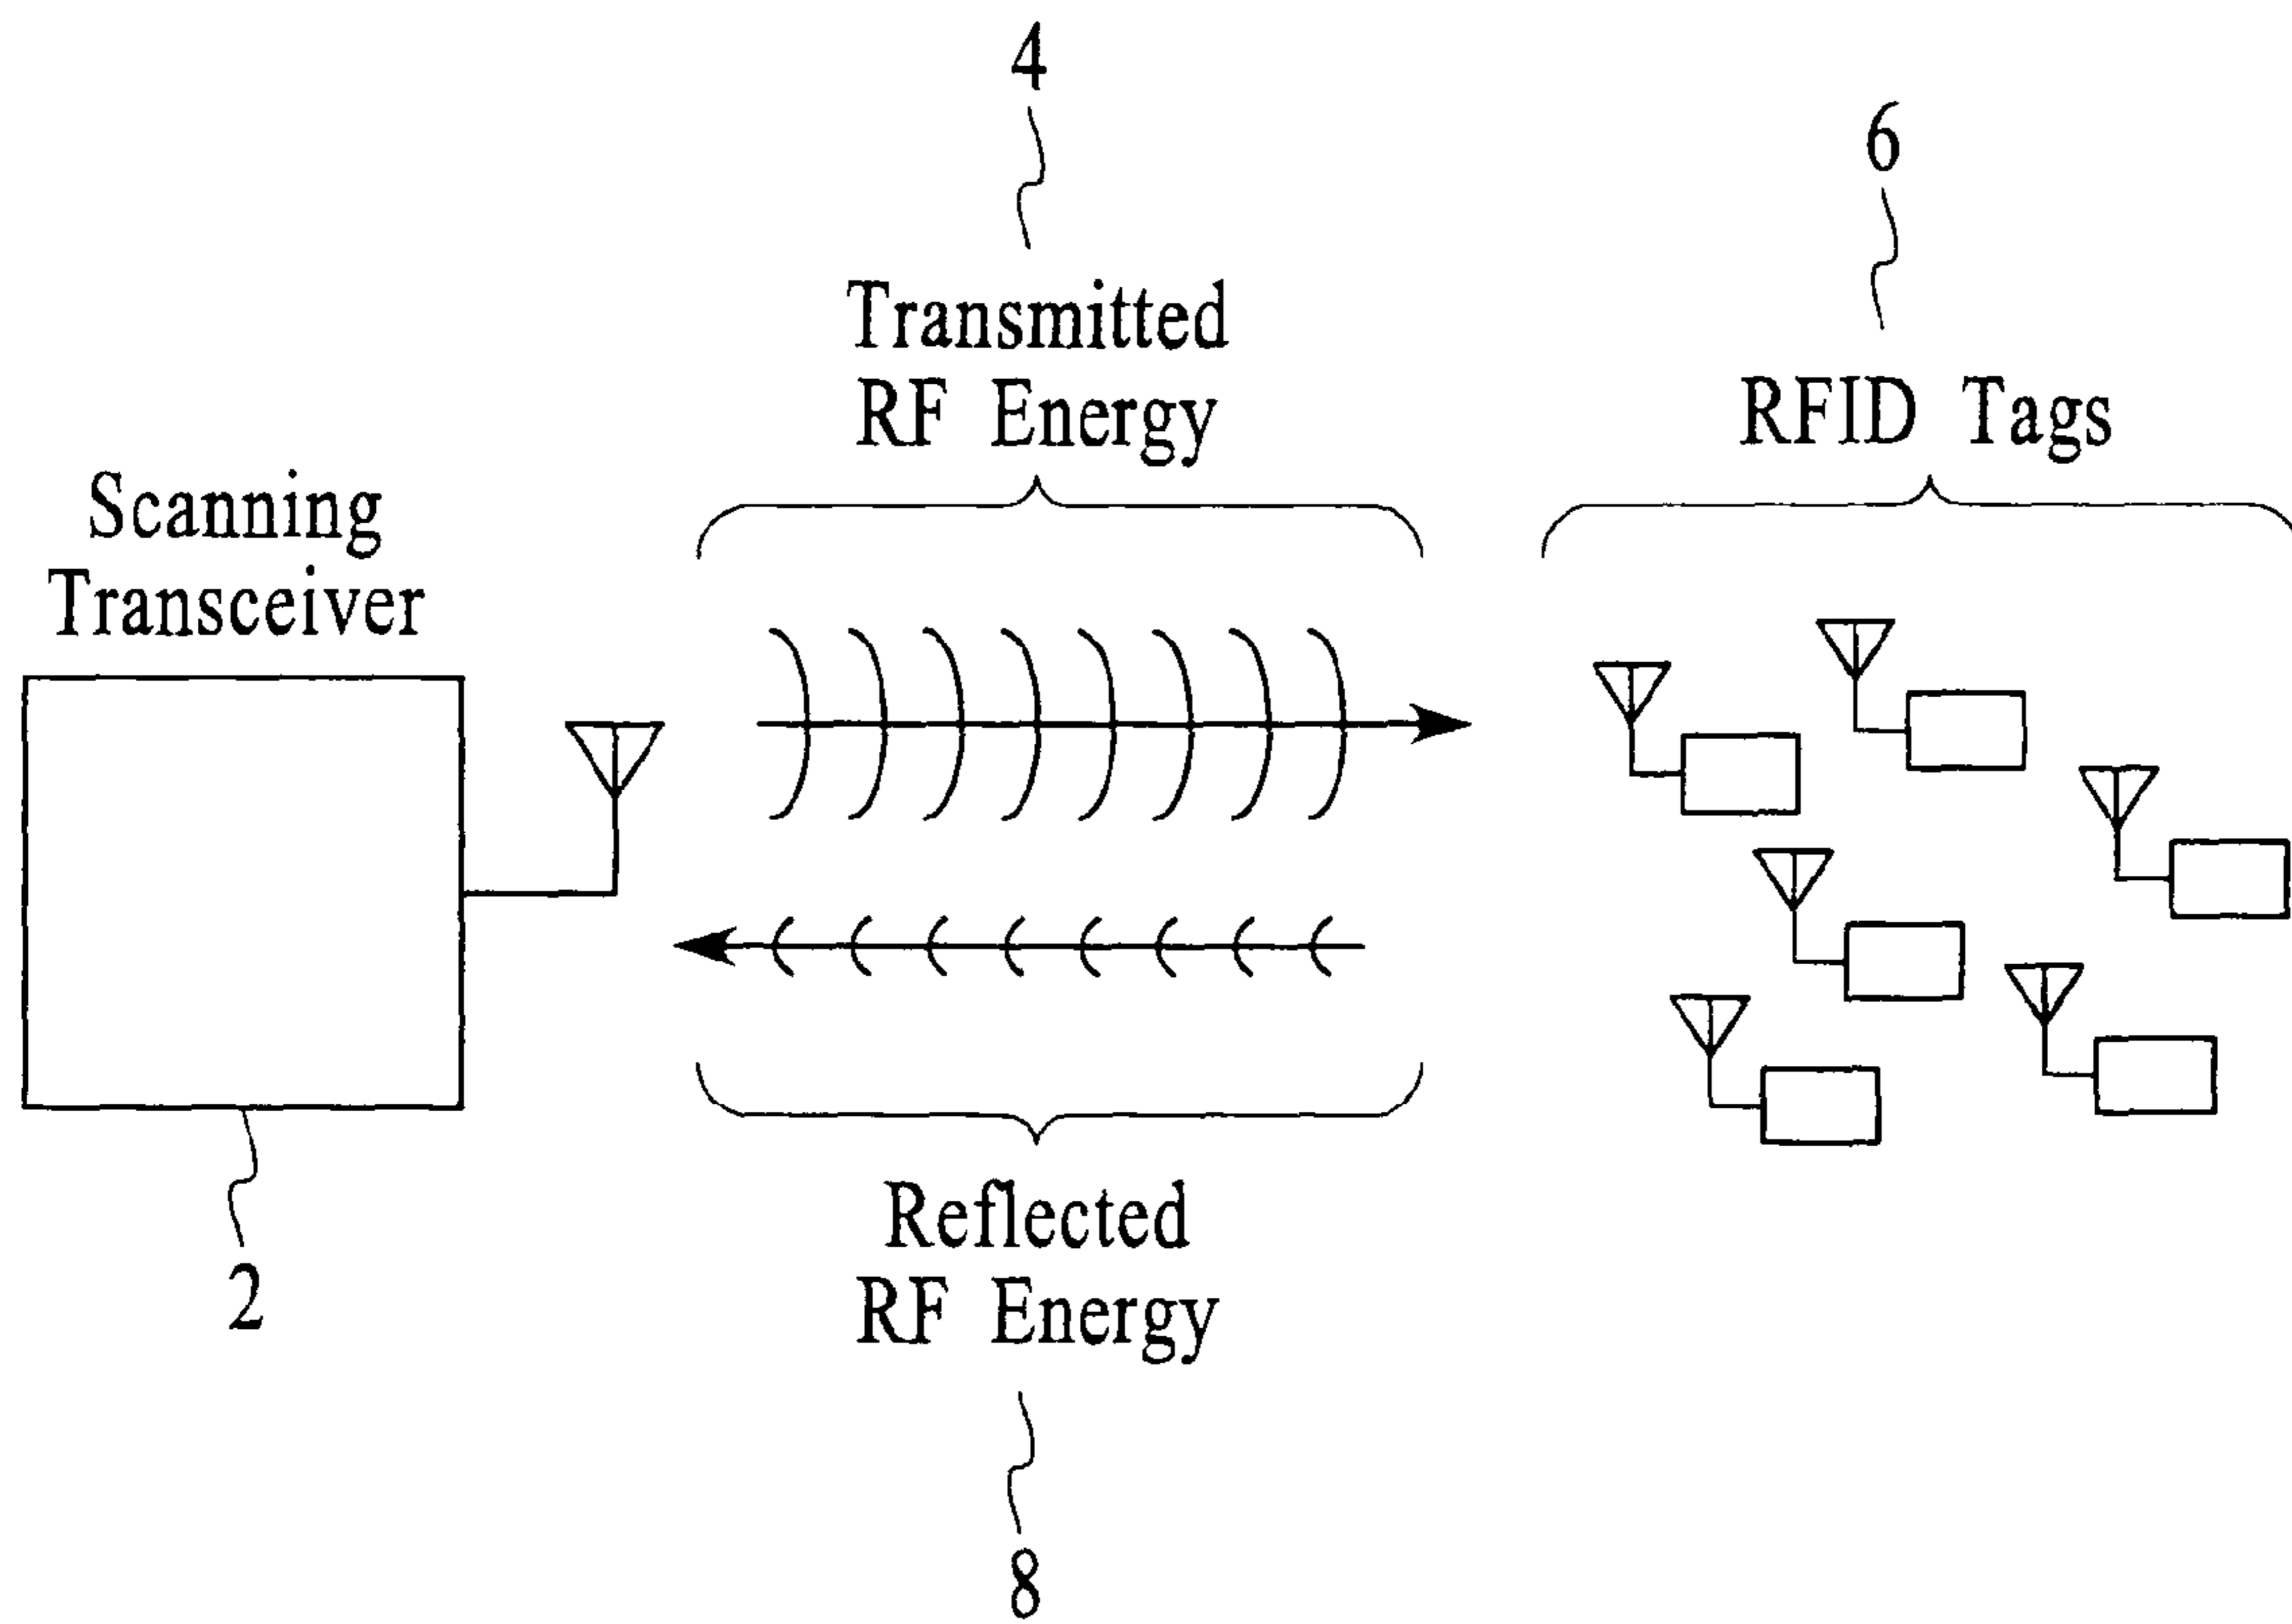 4
6
Transmitted
RF Energy
RFID Tags
Scanning
Transceiver
2
Reflected
RF Energy
8